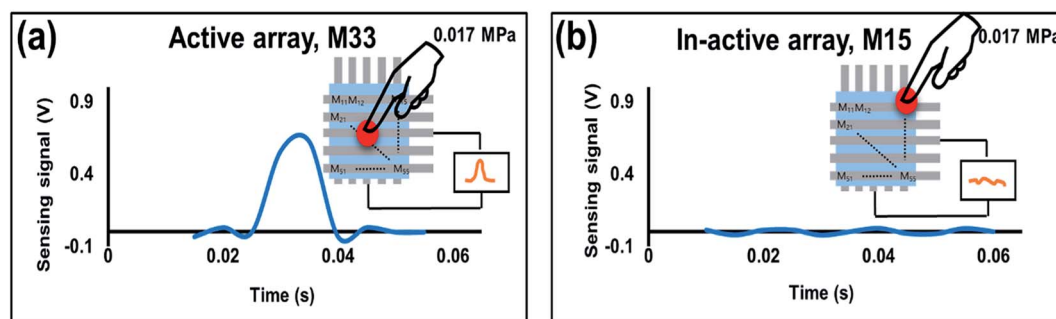 (a) Active array, M33 0.017 MPa
Sensing signal (V)
0.9
0.4
-0.1
0 0.02 0.04 0.06
Time (s)
M11 M12
M21
M51 M55
(b) In-active array, M15 0.017 MPa
Sensing signal (V)
0.9
0.4
-0.1
0 0.02 0.04 0.06
Time (s)
M11 M12
M21
M51 M55